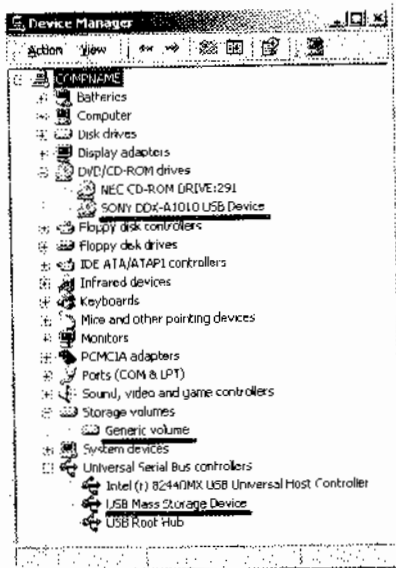 Device Manager
Action View
COMPNAME
Batteries
Computer
Disk drives
Display adapters
DVD/CD-ROM drives
NEC CD-ROM DRIVE:291
SONY DDX-A1010 USB Device
Floppy disk controllers
Floppy disk drives
IDE ATA/ATAPI controllers
Infrared devices
Keyboards
Mice and other pointing devices
Monitors
PCMCIA adapters
Ports (COM & LPT)
Sound, video and game controllers
Storage volumes
Generic volume
System devices
Universal Serial Bus controllers
Intel (r) 82440MX USB Universal Host Controller
USB Mass Storage Device
USB Root Hub